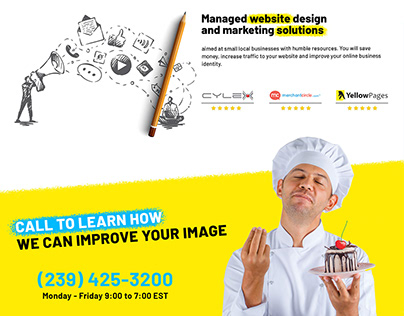 Managed website design
and marketing solutions
aimed at small local businesses with humble resources. You will save
money, increase traffic to your website and improve your online business
identity.
CYLEX mc merchantcircle.com YellowPages
CALL TO LEARN HOW
WE CAN IMPROVE YOUR IMAGE
(239) 425-3200
Monday - Friday 9:00 to 7:00 EST